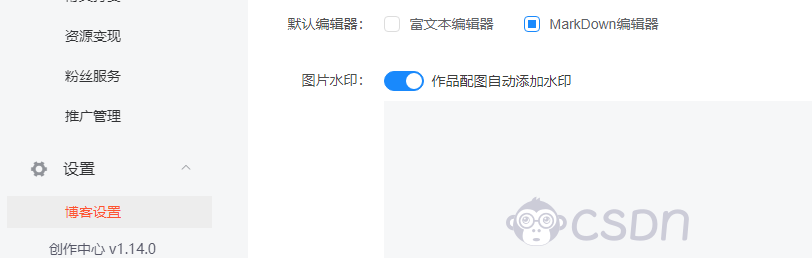 默认编辑器： 富文本编辑器 MarkDown编辑器
资源变现
粉丝服务
图片水印： 作品配图自动添加水印
推广管理
设置
CSDN
博客设置
创作中心 v1.14.0